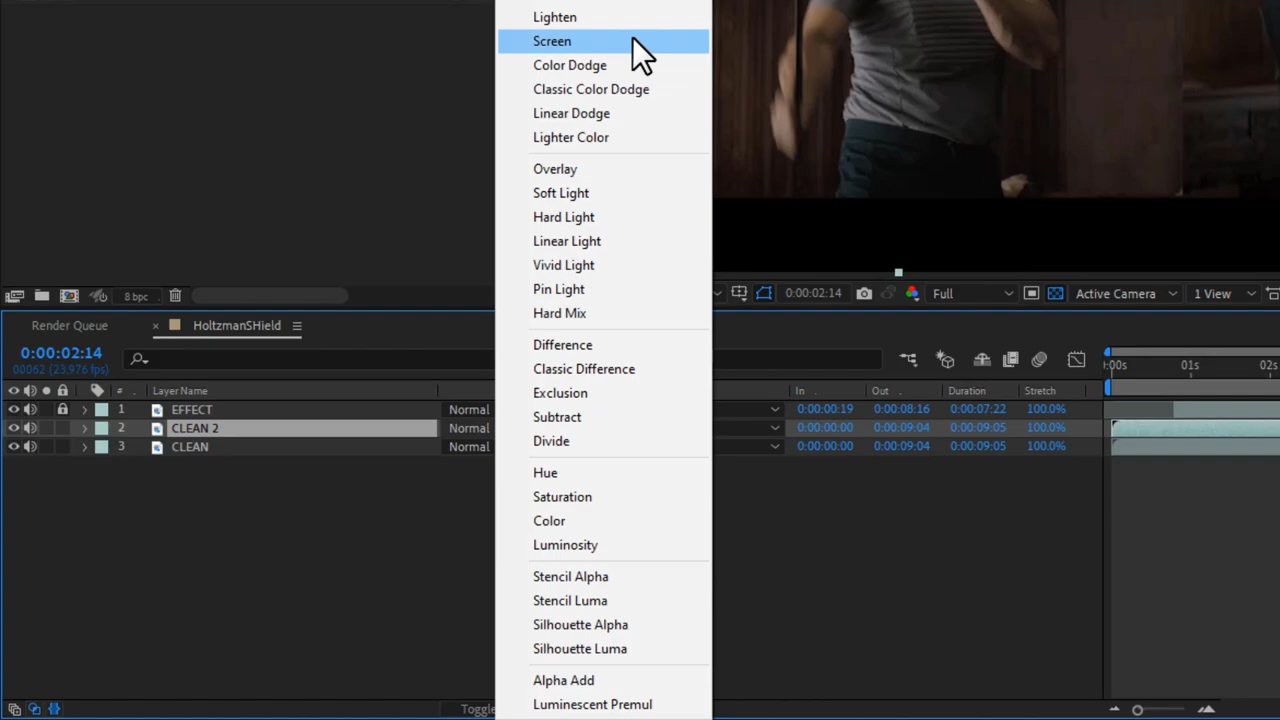 Lighten
Screen
Color Dodge
Classic Color Dodge
Linear Dodge
Lighter Color
Overlay
Soft Light
Hard Light
Linear Light
Vivid Light
Pin Light
Hard Mix
Difference
Classic Difference
Exclusion
Subtract
Divide
Hue
Saturation
Color
Luminosity
Stencil Alpha
Stencil Luma
Silhouette Alpha
Silhouette Luma
Alpha Add
Luminescent Premul
8 bpc
0:00:02:14 Full Active Camera 1 View
Render Queue × HoltzmanSHield
0:00:02:14
00062 (23.976 fps)
:00s 01s 02s
# Layer Name In Out Duration Stretch
1 EFFECT Normal 0:00:00:19 0:00:08:16 0:00:07:22 100.0%
2 CLEAN 2 Normal 0:00:00:00 0:00:09:04 0:00:09:05 100.0%
3 CLEAN Normal 0:00:00:00 0:00:09:04 0:00:09:05 100.0%
Toggle